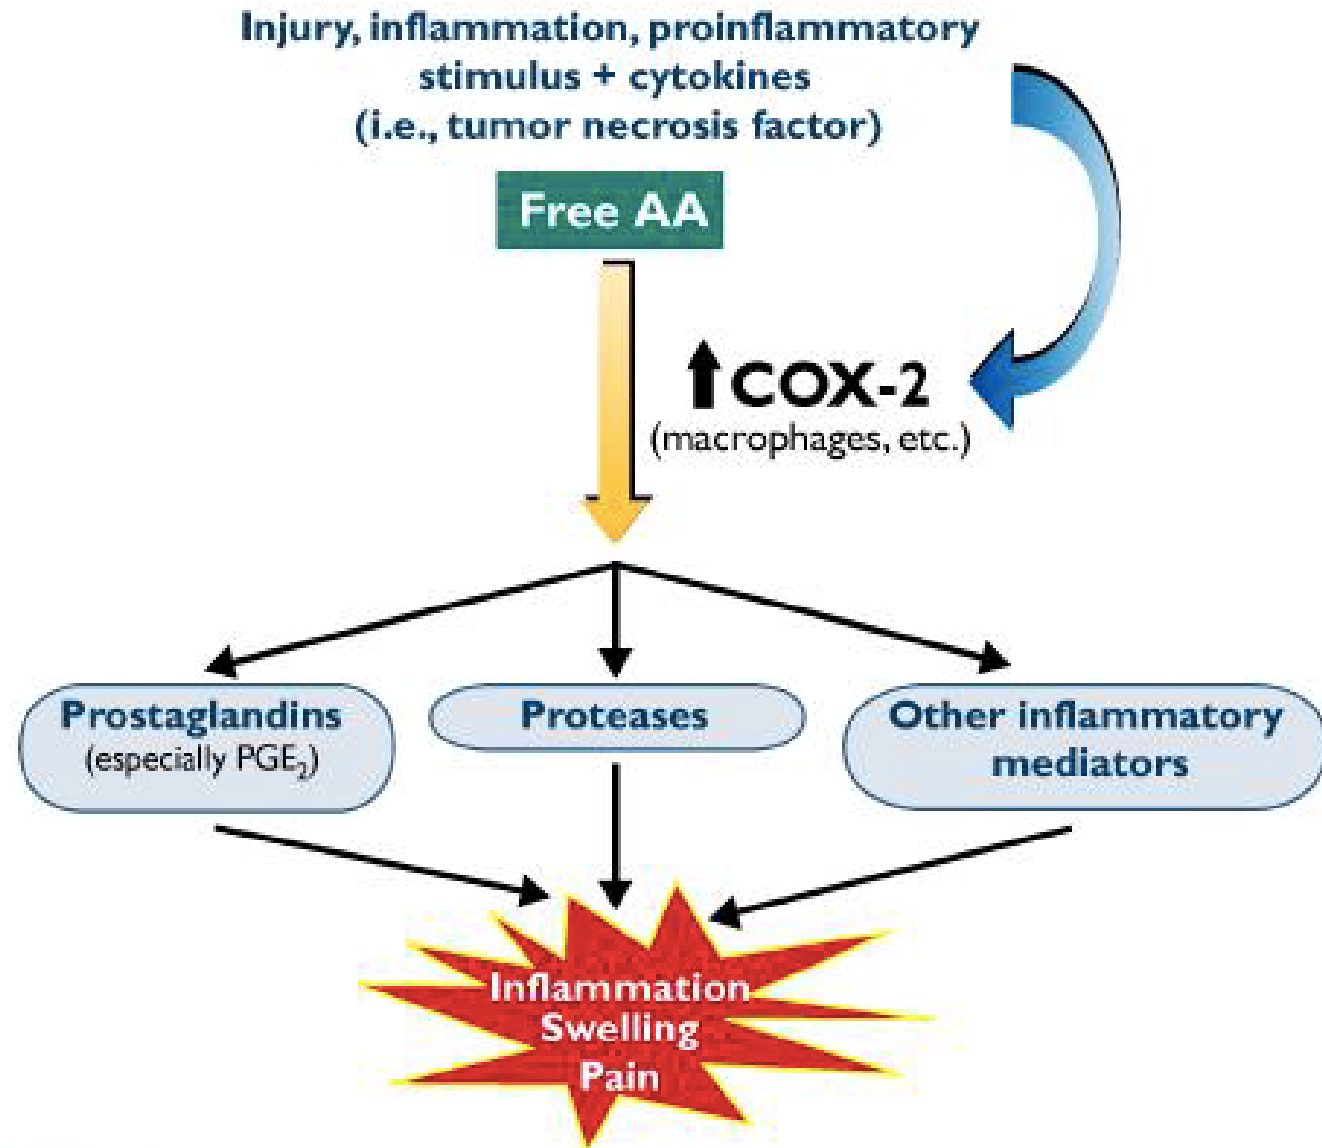 Injury, inflammation, proinflammatory
stimulus + cytokines
(i.e., tumor necrosis factor)
Free AA
COX-2
(macrophages, etc.)
Prostaglandins
(especially PGE₂)
Proteases
Other inflammatory
mediators
Inflammation
Swelling
Pain